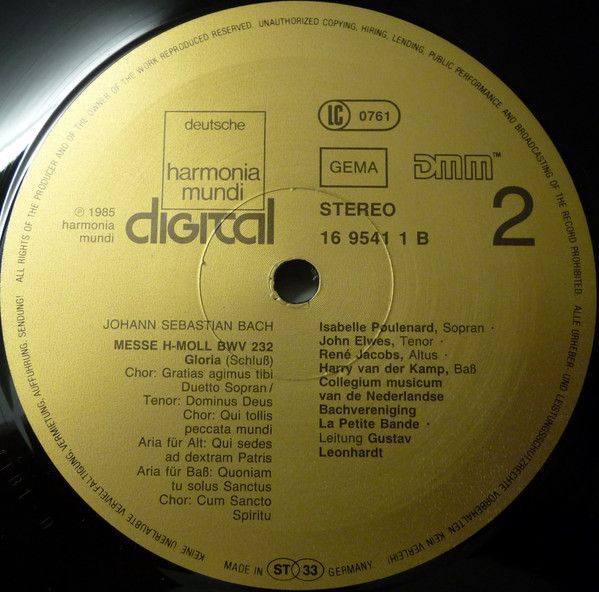 ALL RIGHTS OF THE PRODUCER AND OF THE OWNER OF THE WORK REPRODUCED RESERVED. UNAUTHORIZED COPYING, HIRING, LENDING, PUBLIC PERFORMANCE AND BROADCASTING OF THE RECORD PROHIBITED.
deutsche
harmonia
mundi
digital
℗ 1985
harmonia
mundi
LC 0761
GEMA
DMM™
STEREO
16 9541 1 B
2
JOHANN SEBASTIAN BACH
MESSE H-MOLL BWV 232
Gloria (Schluß)
Chor: Gratias agimus tibi
Duetto Sopran/
Tenor: Dominus Deus
Chor: Qui tollis
peccata mundi
Aria für Alt: Qui sedes
ad dextram Patris
Aria für Baß: Quoniam
tu solus Sanctus
Chor: Cum Sancto
Spiritu
Isabelle Poulenard, Sopran ·
John Elwes, Tenor ·
René Jacobs, Altus ·
Harry van der Kamp, Baß
Collegium musicum
van de Nederlandse
Bachvereniging
La Petite Bande ·
Leitung Gustav
Leonhardt
ALLE URHEBER- UND LEISTUNGSSCHUTZRECHTE VORBEHALTEN. KEIN VERLEIH! KEINE UNERLAUBTE VERVIELFÄLTIGUNG, VERMIETUNG, AUFFÜHRUNG, SENDUNG!
MADE IN ST 33 GERMANY